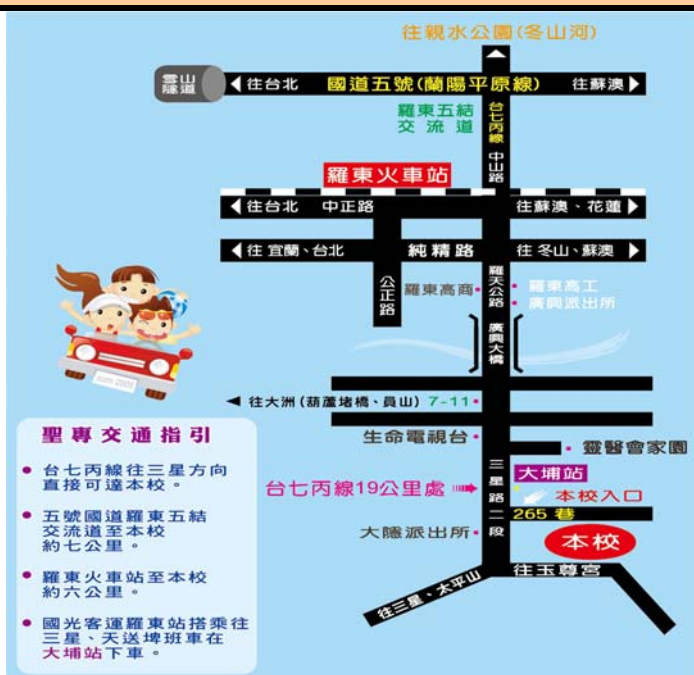 往親水公園(冬山河)
雪山隧道
往台北
國道五號(蘭陽平原線)
往蘇澳
羅東五結
交流道
台七丙線
中山路
羅東火車站
往台北
中正路
往蘇澳、花蓮
往 宜蘭、台北
純精路
往 冬山、蘇澳
公正路
羅東高商
羅天公路
羅東高工
廣興派出所
廣興大橋
往大洲(葫蘆堵橋、員山) 7-11
生命電視台
靈醫會家園
大埔站
台七丙線19公里處
三星路二段
本校入口
265 巷
大隱派出所
本校
往玉尊宮
往三星、太平山
聖專交通指引
台七丙線往三星方向
直接可達本校。
五號國道羅東五結
交流道至本校
約七公里。
羅東火車站至本校
約六公里。
國光客運羅東站搭乘往
三星、天送埤班車在
大埔站下車。